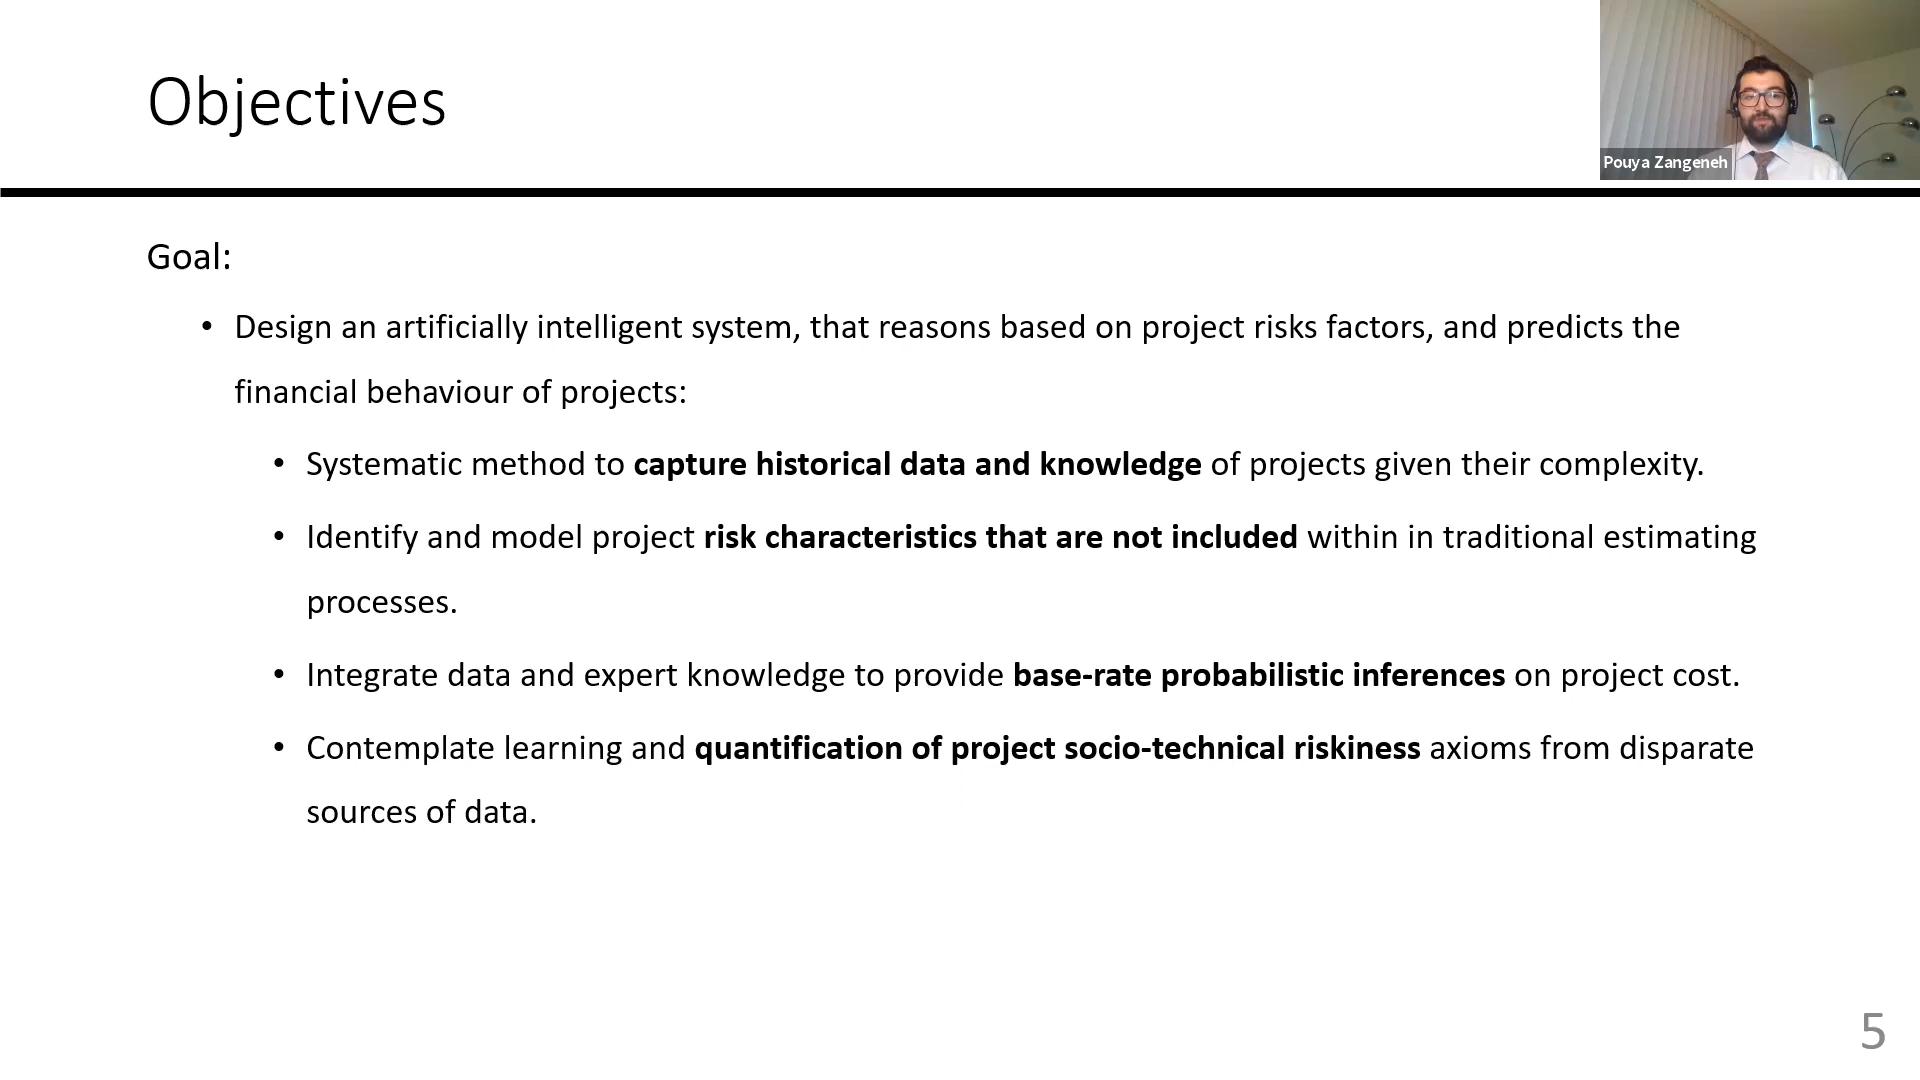 Objectives
Pouya Zangeneh
Goal:
• Design an artificially intelligent system, that reasons based on project risks factors, and predicts the
financial behaviour of projects:
• Systematic method to capture historical data and knowledge of projects given their complexity.
• Identify and model project risk characteristics that are not included within in traditional estimating
processes.
• Integrate data and expert knowledge to provide base-rate probabilistic inferences on project cost.
• Contemplate learning and quantification of project socio-technical riskiness axioms from disparate
sources of data.
5